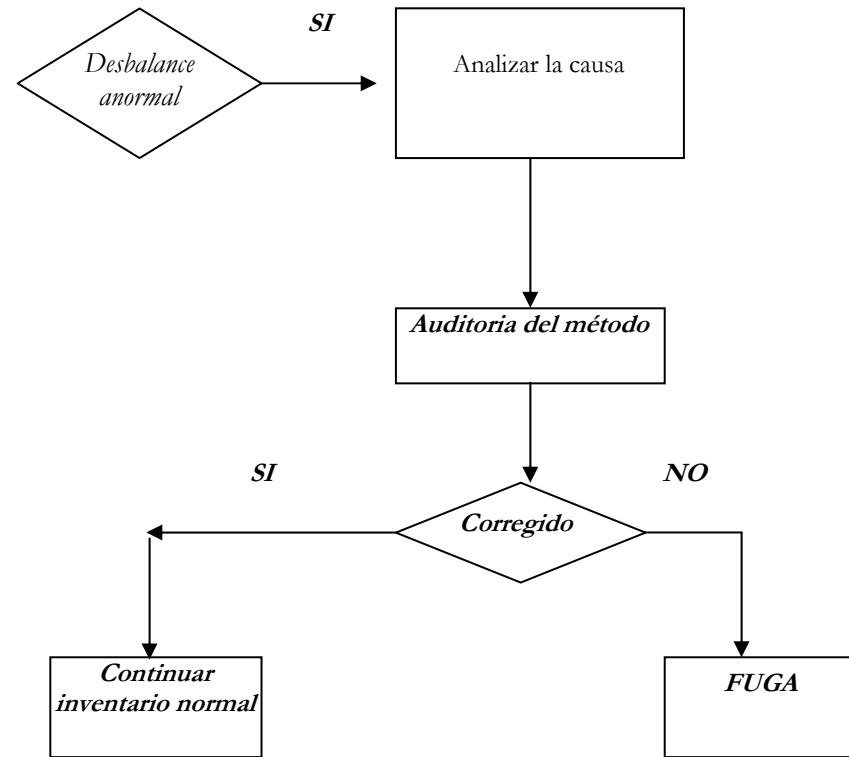 SI
Desbalance
anormal
Analizar la causa
Auditoria del método
SI
NO
Corregido
Continuar
inventario normal
FUGA